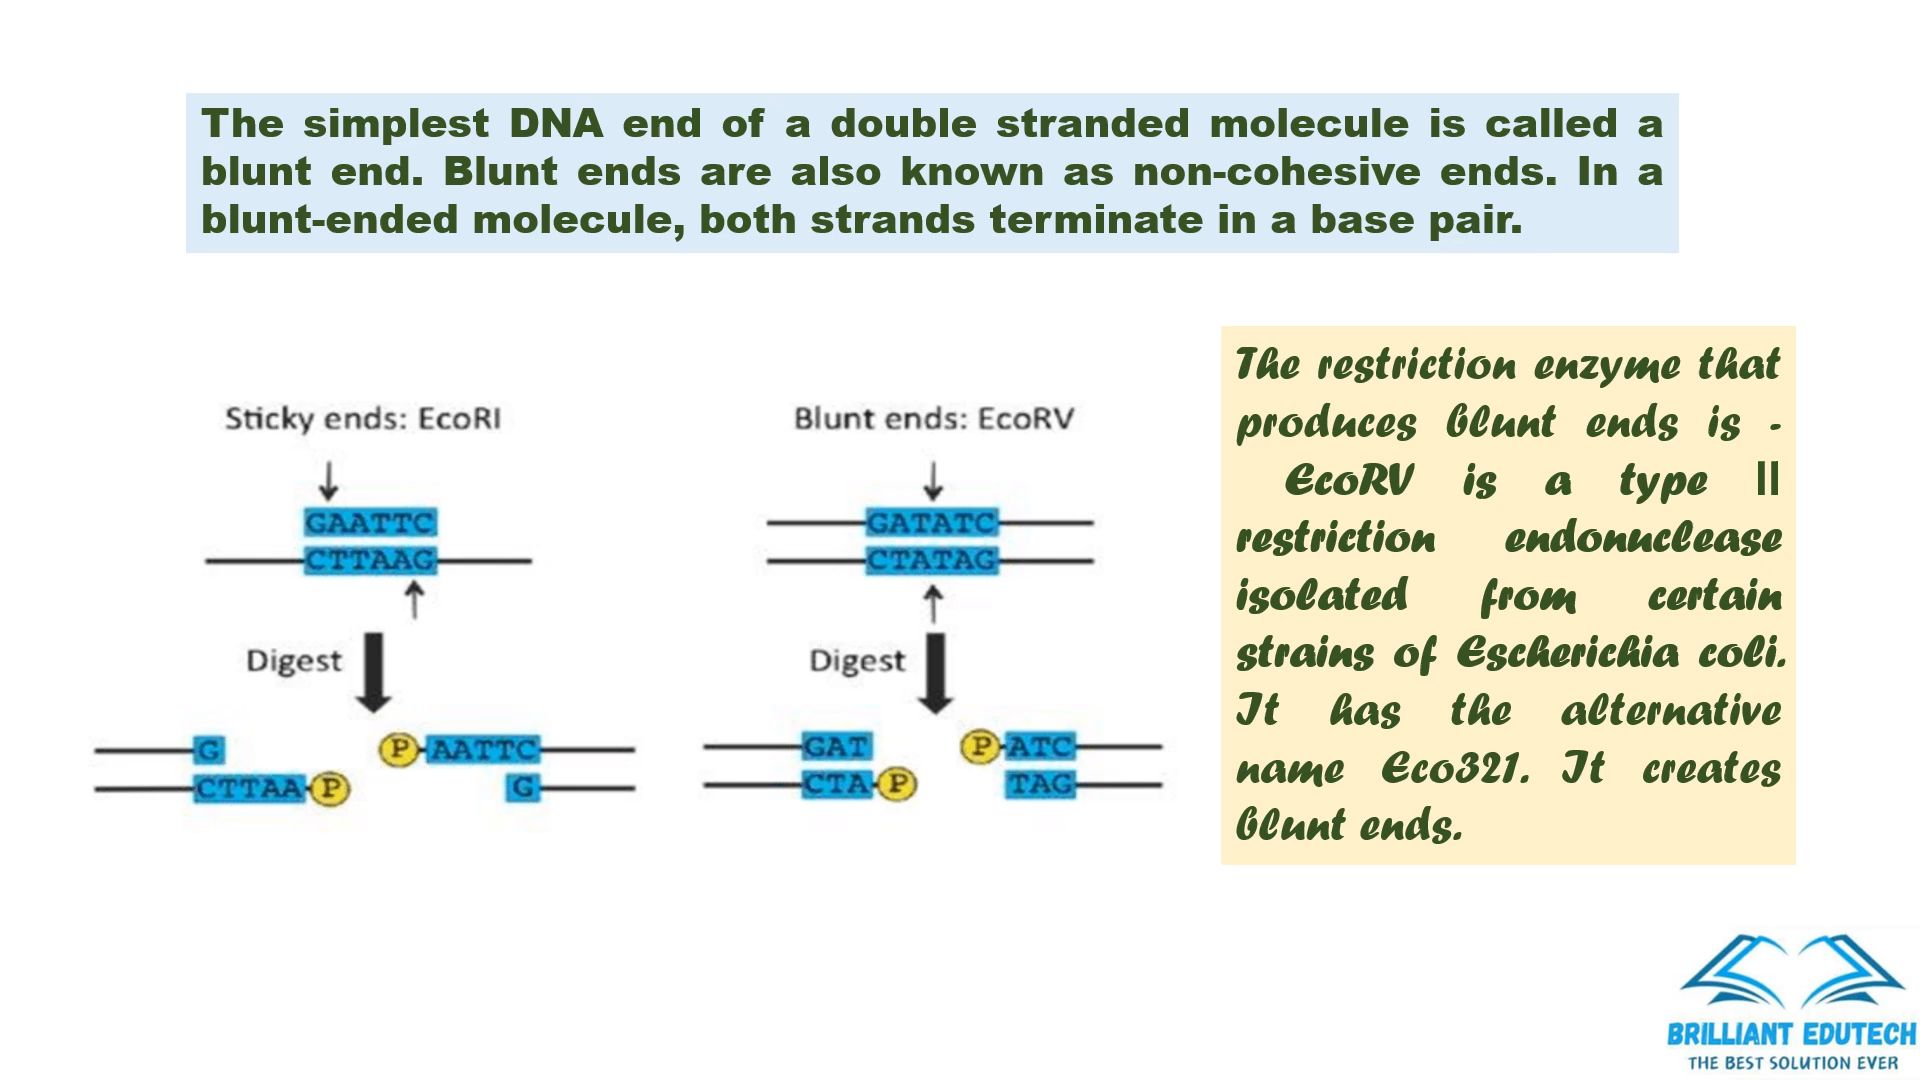 The simplest DNA end of a double stranded molecule is called a
blunt end. Blunt ends are also known as non-cohesive ends. In a
blunt-ended molecule, both strands terminate in a base pair.
Sticky ends: EcoRI
GAATTC
CTTAAG
Digest
G
P AATTC
CTTAA P
G
Blunt ends: EcoRV
GATATC
CTATAG
Digest
GAT
P ATC
CTA P
TAG
The restriction enzyme that
produces blunt ends is -
EcoRV is a type II
restriction endonuclease
isolated from certain
strains of Escherichia coli.
It has the alternative
name Eco321. It creates
blunt ends.
BRILLIANT EDUTECH
THE BEST SOLUTION EVER